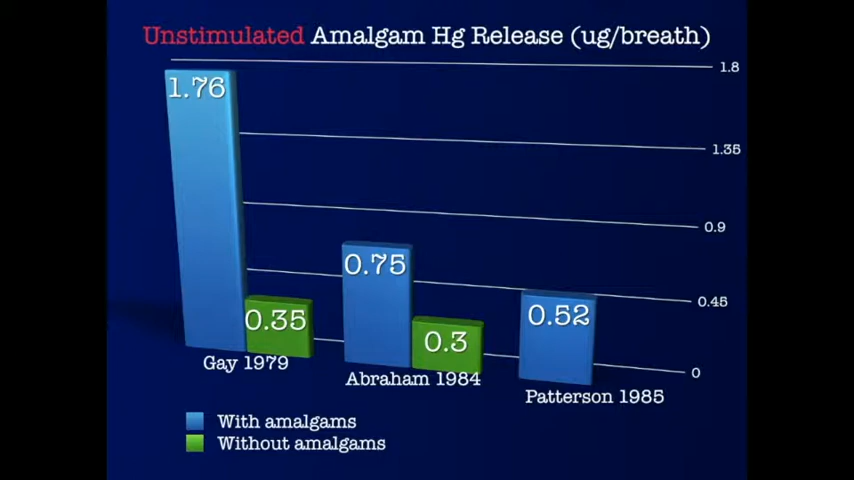 Unstimulated Amalgam Hg Release (ug/breath)
1.8
1.76
1.35
0.9
0.75
0.45
0.52
0.35
0.3
0
Gay 1979
Abraham 1984
Patterson 1985
With amalgams
Without amalgams